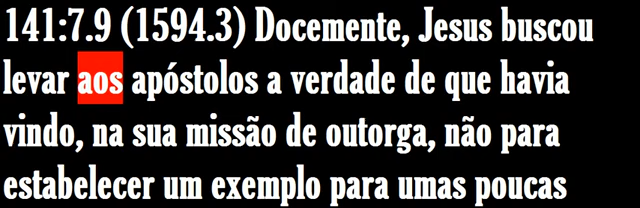 141:7.9 (1594.3) Docemente, Jesus buscou
levar aos apóstolos a verdade de que havia
vindo, na sua missão de outorga, não para
estabelecer um exemplo para umas poucas